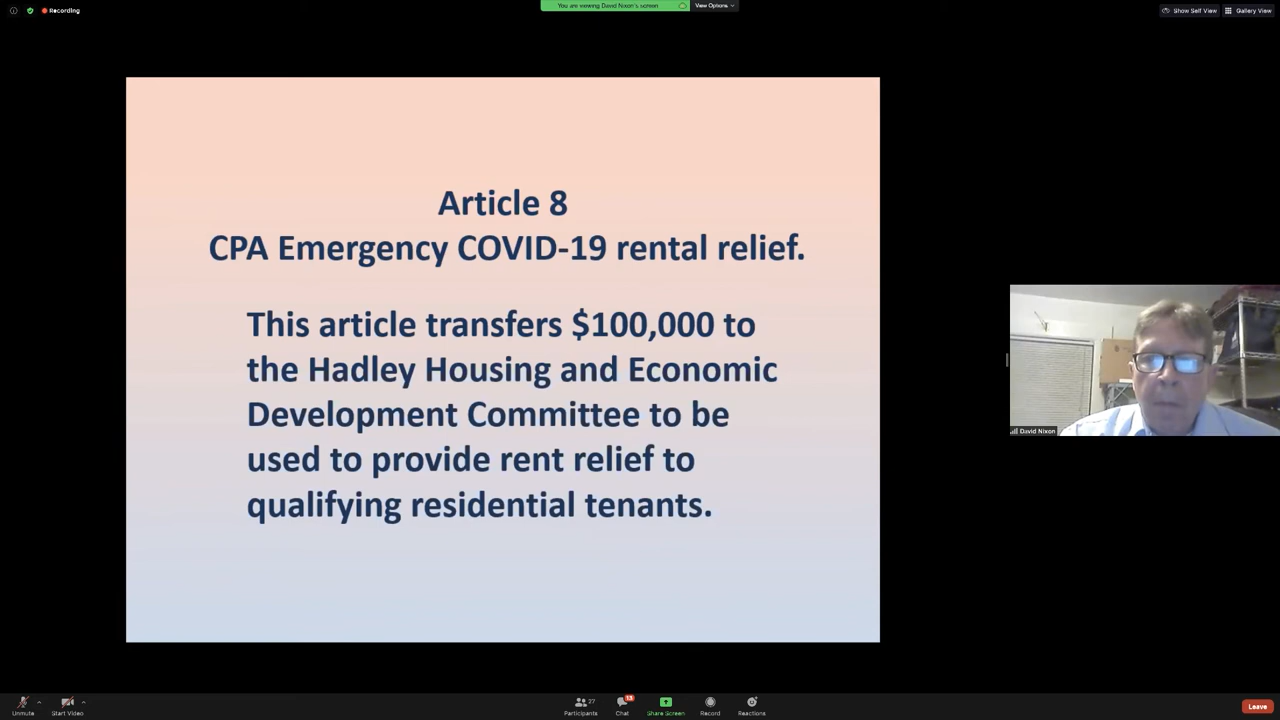 Recording
You are viewing David Nixon's screen
View Options
Show Self View
Gallery View
Article 8
CPA Emergency COVID-19 rental relief.
This article transfers $100,000 to
the Hadley Housing and Economic
Development Committee to be
used to provide rent relief to
qualifying residential tenants.
David Nixon
Unmute
Start Video
27
Participants
13
Chat
Share Screen
Record
Reactions
Leave